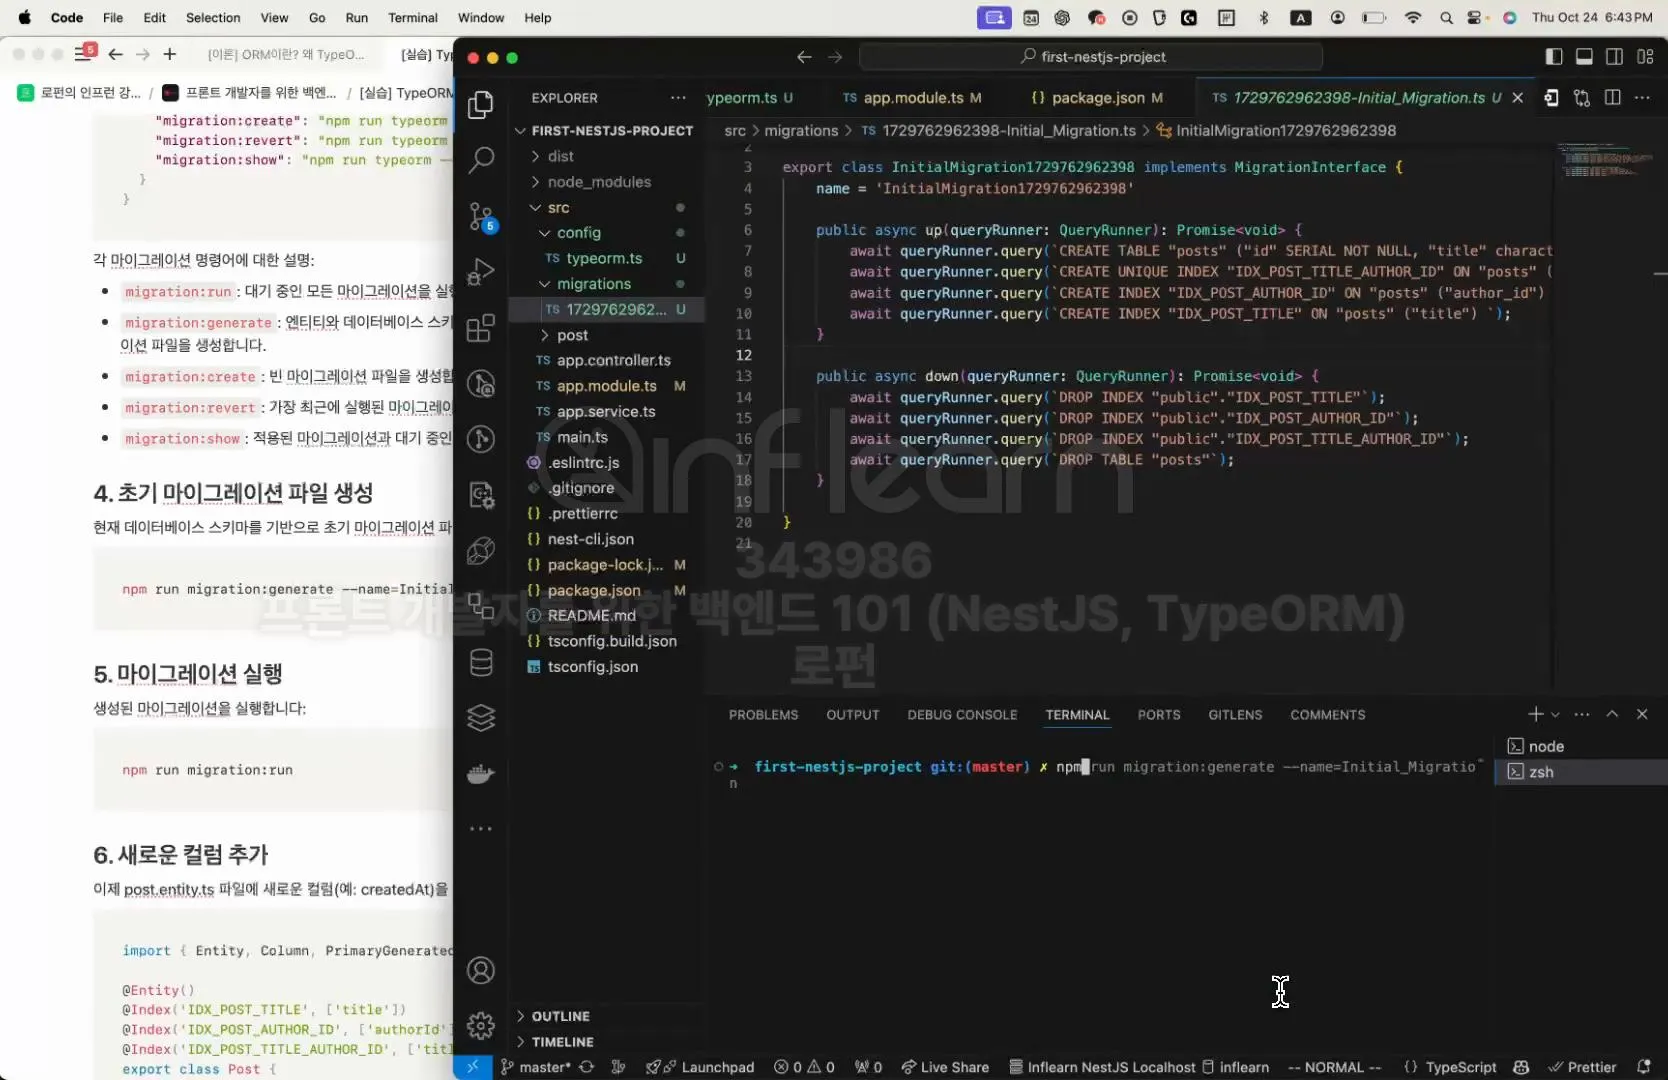 Code File Edit Selection View Go Run Terminal Window Help
24
A
Thu Oct 24 6:43 PM
5
[이론] ORM이란? 왜 TypeO...
[실습] Typ
로펀의 인프런 강... / 프론트 개발자를 위한 백엔... / [실습] TypeORM
"migration:create": "npm run typeorm
"migration:revert": "npm run typeorm
"migration:show": "npm run typeorm --
}
}
각 마이그레이션 명령어에 대한 설명:
migration:run : 대기 중인 모든 마이그레이션을 실행
migration:generate : 엔티티와 데이터베이스 스키
이션 파일을 생성합니다.
migration:create : 빈 마이그레이션 파일을 생성합
migration:revert : 가장 최근에 실행된 마이그레이
migration:show : 적용된 마이그레이션과 대기 중인
4. 초기 마이그레이션 파일 생성
현재 데이터베이스 스키마를 기반으로 초기 마이그레이션 파
npm run migration:generate --name=Initial
5. 마이그레이션 실행
생성된 마이그레이션을 실행합니다:
npm run migration:run
6. 새로운 컬럼 추가
이제 post.entity.ts 파일에 새로운 컬럼(예: createdAt)을
import { Entity, Column, PrimaryGenerated
@Entity()
@Index('IDX_POST_TITLE', ['title'])
@Index('IDX_POST_AUTHOR_ID', ['authorId'
@Index('IDX_POST_TITLE_AUTHOR_ID', ['titl
export class Post {
first-nestjs-project
EXPLORER
FIRST-NESTJS-PROJECT
dist
node_modules
src
config
TS typeorm.ts U
migrations
TS 1729762962... U
post
TS app.controller.ts
TS app.module.ts M
TS app.service.ts
TS main.ts
.eslintrc.js
.gitignore
{} .prettierrc
{} nest-cli.json
{} package-lock.j... M
{} package.json M
README.md
{} tsconfig.build.json
TS tsconfig.json
OUTLINE
TIMELINE
5
ypeorm.ts U
TS app.module.ts M
{} package.json M
TS 1729762962398-Initial_Migration.ts U
src > migrations > TS 1729762962398-Initial_Migration.ts > InitialMigration1729762962398
2
3 export class InitialMigration1729762962398 implements MigrationInterface {
4 name = 'InitialMigration1729762962398'
5
6 public async up(queryRunner: QueryRunner): Promise<void> {
7 await queryRunner.query(`CREATE TABLE "posts" ("id" SERIAL NOT NULL, "title" charact
8 await queryRunner.query(`CREATE UNIQUE INDEX "IDX_POST_TITLE_AUTHOR_ID" ON "posts" (
9 await queryRunner.query(`CREATE INDEX "IDX_POST_AUTHOR_ID" ON "posts" ("author_id")
10 await queryRunner.query(`CREATE INDEX "IDX_POST_TITLE" ON "posts" ("title") `);
11 }
12
13 public async down(queryRunner: QueryRunner): Promise<void> {
14 await queryRunner.query(`DROP INDEX "public"."IDX_POST_TITLE"`);
15 await queryRunner.query(`DROP INDEX "public"."IDX_POST_AUTHOR_ID"`);
16 await queryRunner.query(`DROP INDEX "public"."IDX_POST_TITLE_AUTHOR_ID"`);
17 await queryRunner.query(`DROP TABLE "posts"`);
18 }
19
20 }
21
inflearn
343986
프론트 개발자를 위한 백엔드 101 (NestJS, TypeORM)
로펀
PROBLEMS OUTPUT DEBUG CONSOLE TERMINAL PORTS GITLENS COMMENTS
first-nestjs-project git:(master) ✗ npm run migration:generate --name=Initial_Migratio
n
node
zsh
master* Launchpad 0 0 0 Live Share Inflearn NestJS Localhost inflearn -- NORMAL -- {} TypeScript Prettier